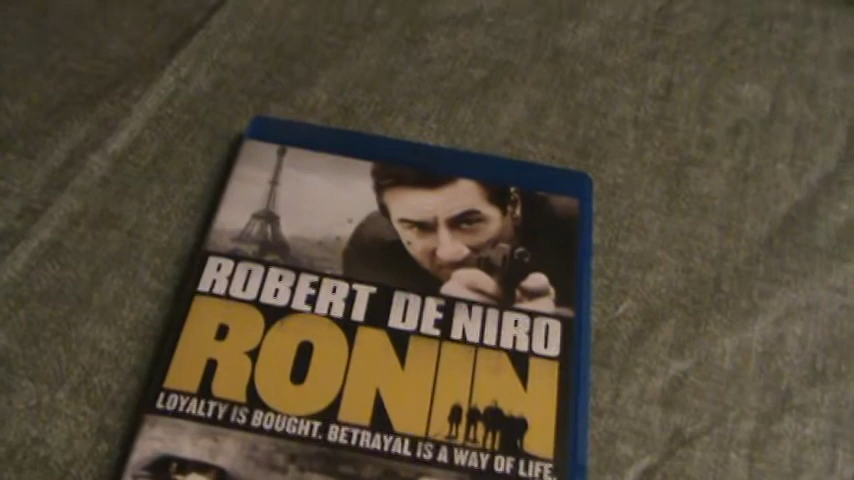 ROBERT DE NIRO
RONIN
LOYALTY IS BOUGHT. BETRAYAL IS A WAY OF LIFE.